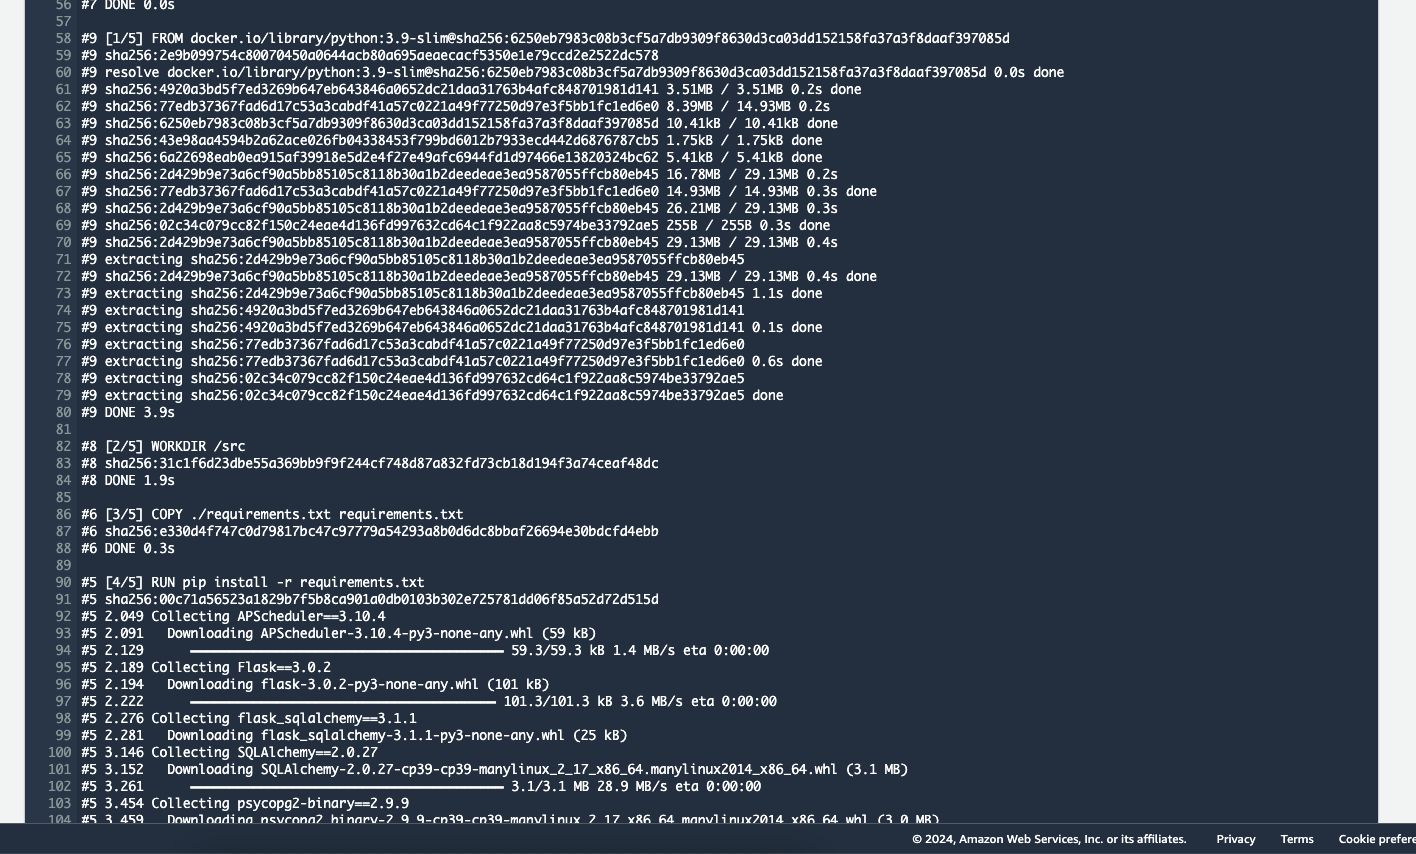 56 #7 DONE 0.0s
57
58 #9 [1/5] FROM docker.io/library/python:3.9-slim@sha256:6250eb7983c08b3cf5a7db9309f8630d3ca03dd152158fa37a3f8daaf397085d
59 #9 sha256:2e9b099754c80070450a0644acb80a695aeaecacf5350e1e79ccd2e2522dc578
60 #9 resolve docker.io/library/python:3.9-slim@sha256:6250eb7983c08b3cf5a7db9309f8630d3ca03dd152158fa37a3f8daaf397085d 0.0s done
61 #9 sha256:4920a3bd5f7ed3269b647eb643846a0652dc21daa31763b4afc848701981d141 3.51MB / 3.51MB 0.2s done
62 #9 sha256:77edb37367fad6d17c53a3cabdf41a57c0221a49f77250d97e3f5bb1fc1ed6e0 8.39MB / 14.93MB 0.2s
63 #9 sha256:6250eb7983c08b3cf5a7db9309f8630d3ca03dd152158fa37a3f8daaf397085d 10.41kB / 10.41kB done
64 #9 sha256:43e98aa4594b2a62ace026fb04338453f799bd6012b7933ecd442d6876787cb5 1.75kB / 1.75kB done
65 #9 sha256:6a22698eab0ea915af39918e5d2e4f27e49afc6944fd1d97466e13820324bc62 5.41kB / 5.41kB done
66 #9 sha256:2d429b9e73a6cf90a5bb85105c8118b30a1b2deedeae3ea9587055ffcb80eb45 16.78MB / 29.13MB 0.2s
67 #9 sha256:77edb37367fad6d17c53a3cabdf41a57c0221a49f77250d97e3f5bb1fc1ed6e0 14.93MB / 14.93MB 0.3s done
68 #9 sha256:2d429b9e73a6cf90a5bb85105c8118b30a1b2deedeae3ea9587055ffcb80eb45 26.21MB / 29.13MB 0.3s
69 #9 sha256:02c34c079cc82f150c24eae4d136fd997632cd64c1f922aa8c5974be33792ae5 255B / 255B 0.3s done
70 #9 sha256:2d429b9e73a6cf90a5bb85105c8118b30a1b2deedeae3ea9587055ffcb80eb45 29.13MB / 29.13MB 0.4s
71 #9 extracting sha256:2d429b9e73a6cf90a5bb85105c8118b30a1b2deedeae3ea9587055ffcb80eb45
72 #9 sha256:2d429b9e73a6cf90a5bb85105c8118b30a1b2deedeae3ea9587055ffcb80eb45 29.13MB / 29.13MB 0.4s done
73 #9 extracting sha256:2d429b9e73a6cf90a5bb85105c8118b30a1b2deedeae3ea9587055ffcb80eb45 1.1s done
74 #9 extracting sha256:4920a3bd5f7ed3269b647eb643846a0652dc21daa31763b4afc848701981d141
75 #9 extracting sha256:4920a3bd5f7ed3269b647eb643846a0652dc21daa31763b4afc848701981d141 0.1s done
76 #9 extracting sha256:77edb37367fad6d17c53a3cabdf41a57c0221a49f77250d97e3f5bb1fc1ed6e0
77 #9 extracting sha256:77edb37367fad6d17c53a3cabdf41a57c0221a49f77250d97e3f5bb1fc1ed6e0 0.6s done
78 #9 extracting sha256:02c34c079cc82f150c24eae4d136fd997632cd64c1f922aa8c5974be33792ae5
79 #9 extracting sha256:02c34c079cc82f150c24eae4d136fd997632cd64c1f922aa8c5974be33792ae5 done
80 #9 DONE 3.9s
81
82 #8 [2/5] WORKDIR /src
83 #8 sha256:31c1f6d23dbe55a369bb9f9f244cf748d87a832fd73cb18d194f3a74ceaf48dc
84 #8 DONE 1.9s
85
86 #6 [3/5] COPY ./requirements.txt requirements.txt
87 #6 sha256:e330d4f747c0d79817bc47c97779a54293a8b0d6dc8bbaf26694e30bdcfd4ebb
88 #6 DONE 0.3s
89
90 #5 [4/5] RUN pip install -r requirements.txt
91 #5 sha256:00c71a56523a1829b7f5b8ca901a0db0103b302e725781dd06f85a52d72d515d
92 #5 2.049 Collecting APScheduler==3.10.4
93 #5 2.091 Downloading APScheduler-3.10.4-py3-none-any.whl (59 kB)
94 #5 2.129 ━━━━━━━━━━━━━━━━━━━━━━━━━━━━━━━━━━━━━━━━ 59.3/59.3 kB 1.4 MB/s eta 0:00:00
95 #5 2.189 Collecting Flask==3.0.2
96 #5 2.194 Downloading flask-3.0.2-py3-none-any.whl (101 kB)
97 #5 2.222 ━━━━━━━━━━━━━━━━━━━━━━━━━━━━━━━━━━━━━━━ 101.3/101.3 kB 3.6 MB/s eta 0:00:00
98 #5 2.276 Collecting flask_sqlalchemy==3.1.1
99 #5 2.281 Downloading flask_sqlalchemy-3.1.1-py3-none-any.whl (25 kB)
100 #5 3.146 Collecting SQLAlchemy==2.0.27
101 #5 3.152 Downloading SQLAlchemy-2.0.27-cp39-cp39-manylinux_2_17_x86_64.manylinux2014_x86_64.whl (3.1 MB)
102 #5 3.261 ━━━━━━━━━━━━━━━━━━━━━━━━━━━━━━━━━━━━━━━━ 3.1/3.1 MB 28.9 MB/s eta 0:00:00
103 #5 3.454 Collecting psycopg2-binary==2.9.9
104 #5 3.459 Downloading psycopg2_binary-2.9.9-cp39-cp39-manylinux_2_17_x86_64.manylinux2014_x86_64.whl (3.0 MB)
© 2024, Amazon Web Services, Inc. or its affiliates. Privacy Terms Cookie prefere